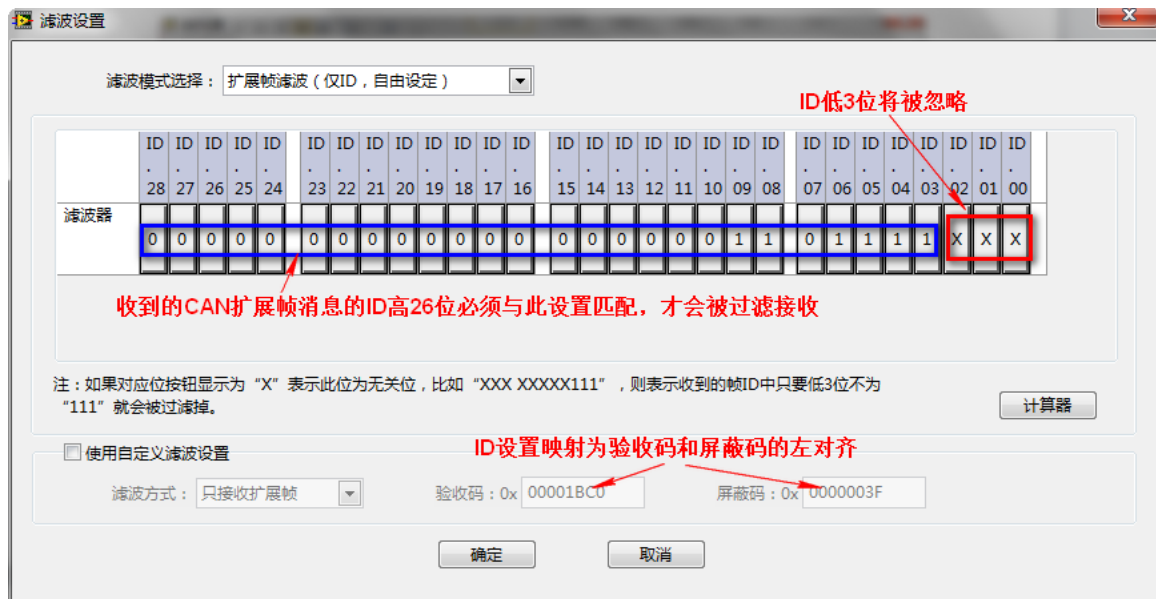 滤波设置
滤波模式选择：扩展帧滤波（仅ID，自由设定）
ID低3位将被忽略
ID ID ID ID ID ID ID ID ID ID ID ID ID ID ID ID ID ID ID ID ID ID ID ID ID ID ID ID ID
. . . . . . . . . . . . . . . . . . . . . . . . . . . . .
28 27 26 25 24 23 22 21 20 19 18 17 16 15 14 13 12 11 10 09 08 07 06 05 04 03 02 01 00
滤波器
0 0 0 0 0 0 0 0 0 0 0 0 0 0 0 0 0 0 0 1 1 0 1 1 1 1 X X X
收到的CAN扩展帧消息的ID高26位必须与此设置匹配，才会被过滤接收
注：如果对应位按钮显示为“X”表示此位为无关位，比如“XXX XXXXX111”，则表示收到的帧ID中只要低3位不为
“111”就会被过滤掉。
计算器
使用自定义滤波设置
ID设置映射为验收码和屏蔽码的左对齐
滤波方式：只接收扩展帧 验收码：0x 00001BC0 屏蔽码：0x 0000003F
确定 取消